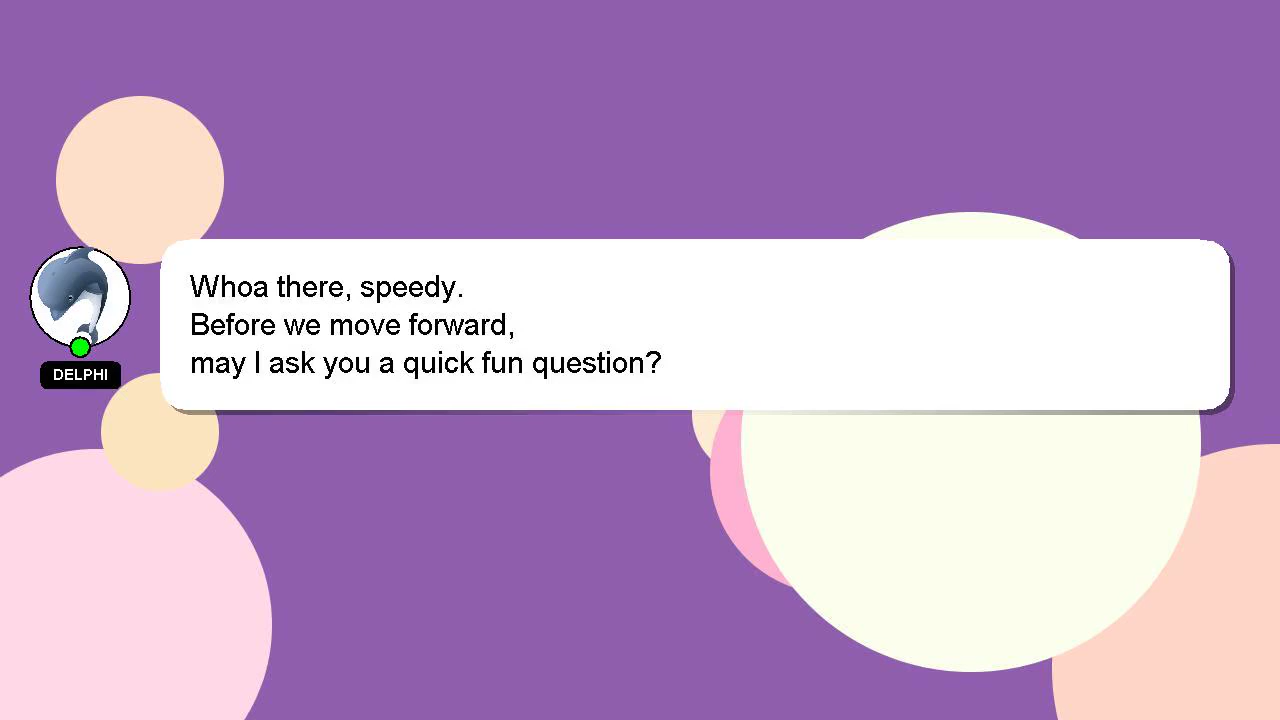 Whoa there, speedy.
Before we move forward,
may I ask you a quick fun question?
DELPHI